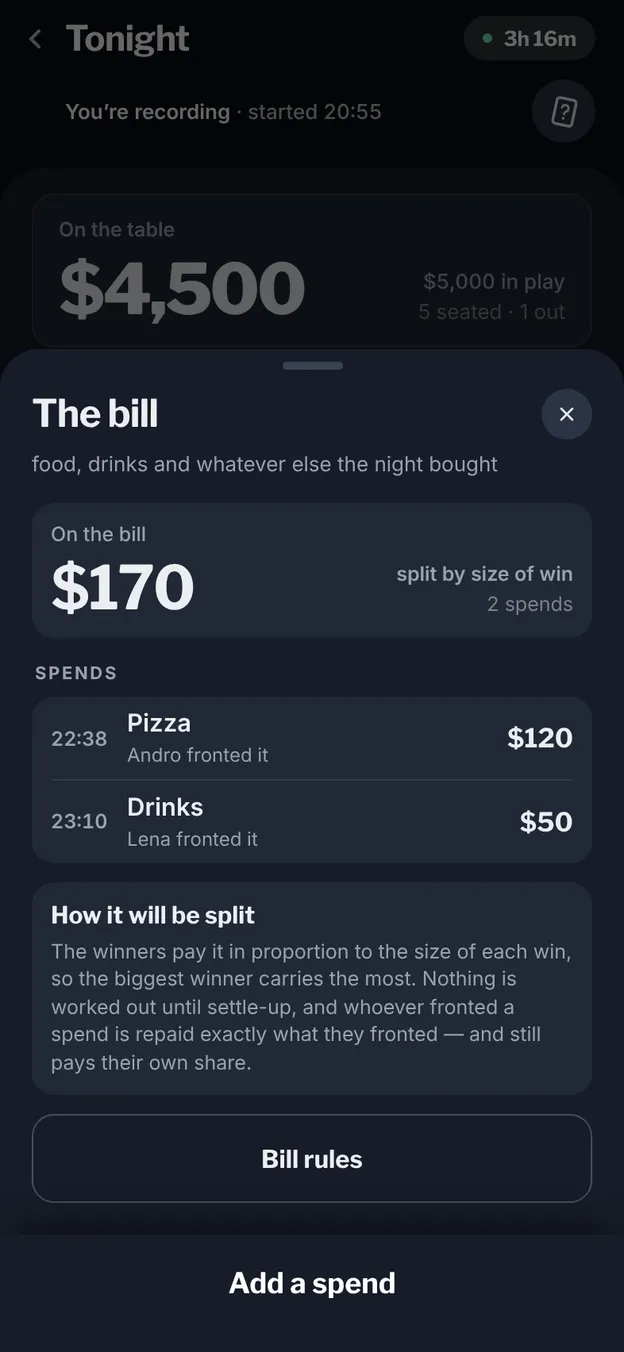 Tonight
3h 16m
You’re recording · started 20:55
?
On the table
$4,500
$5,000 in play
5 seated · 1 out
The bill
food, drinks and whatever else the night bought
On the bill
$170
split by size of win
2 spends
SPENDS
22:38
Pizza
Andro fronted it
$120
23:10
Drinks
Lena fronted it
$50
How it will be split
The winners pay it in proportion to the size of each win,
so the biggest winner carries the most. Nothing is
worked out until settle-up, and whoever fronted a
spend is repaid exactly what they fronted — and still
pays their own share.
Bill rules
Add a spend